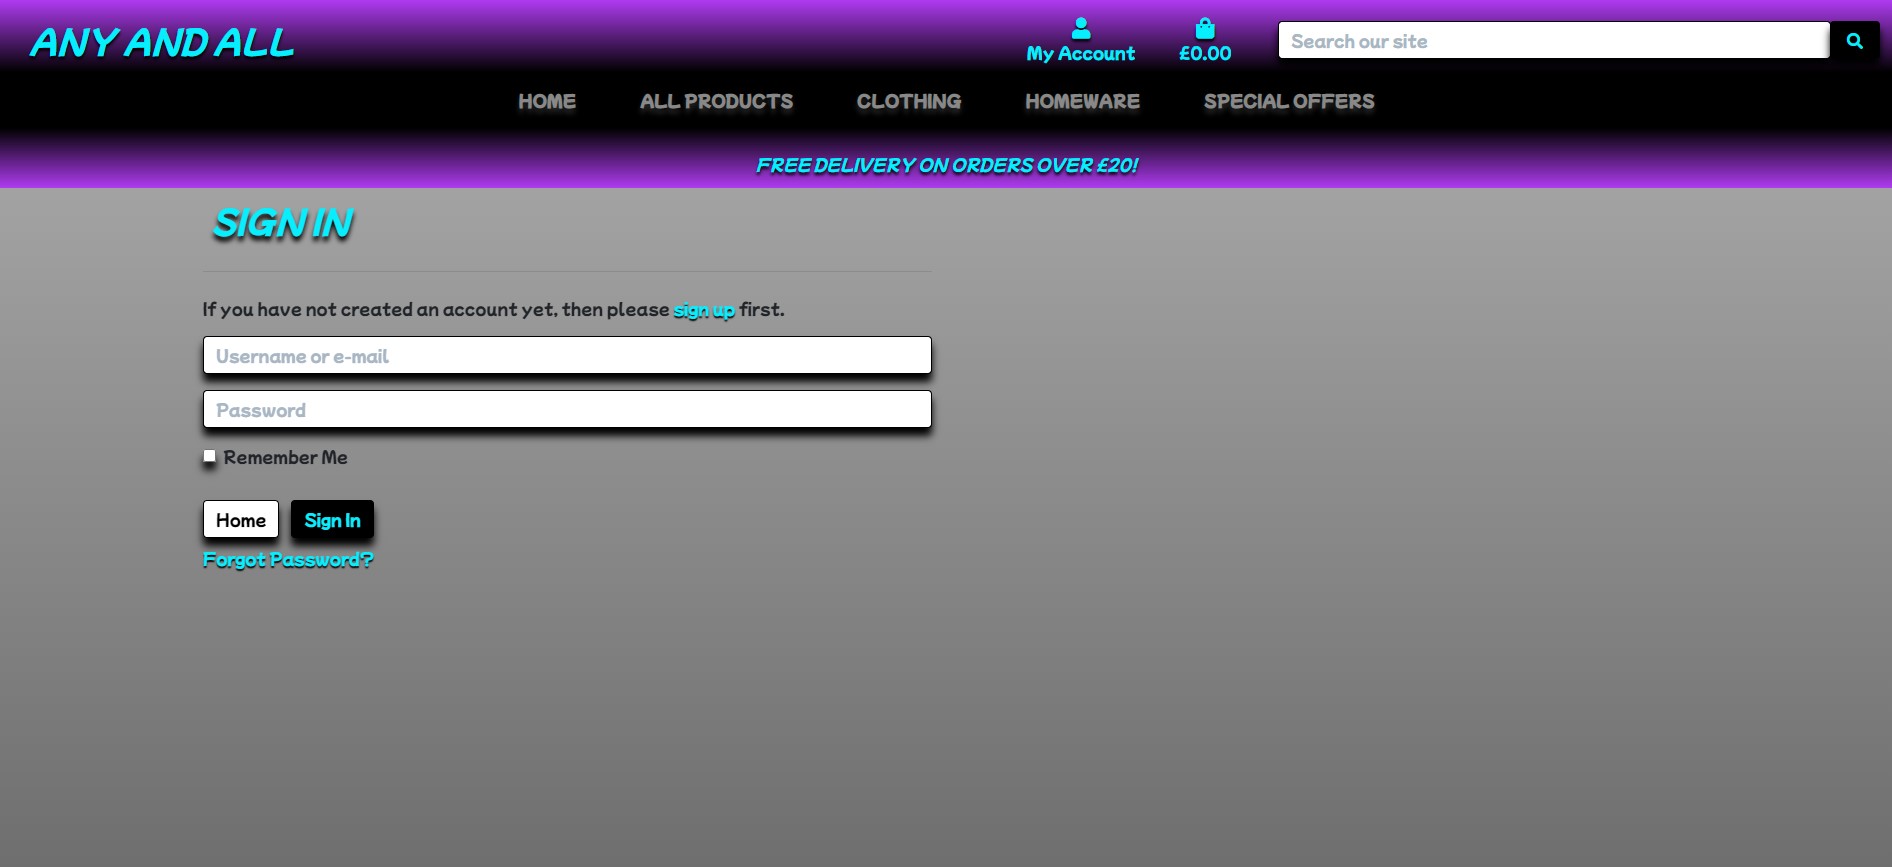 ANY AND ALL
My Account
£0.00
Search our site
HOME ALL PRODUCTS CLOTHING HOMEWARE SPECIAL OFFERS
FREE DELIVERY ON ORDERS OVER £20!
SIGN IN
If you have not created an account yet, then please sign up first.
Username or e-mail
Password
Remember Me
Home Sign In
Forgot Password?